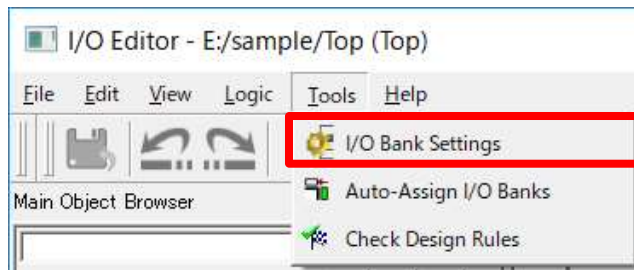 I/O Editor - E:/sample/Top (Top)
File Edit View Logic Tools Help
I/O Bank Settings
Auto-Assign I/O Banks
Main Object Browser
Check Design Rules